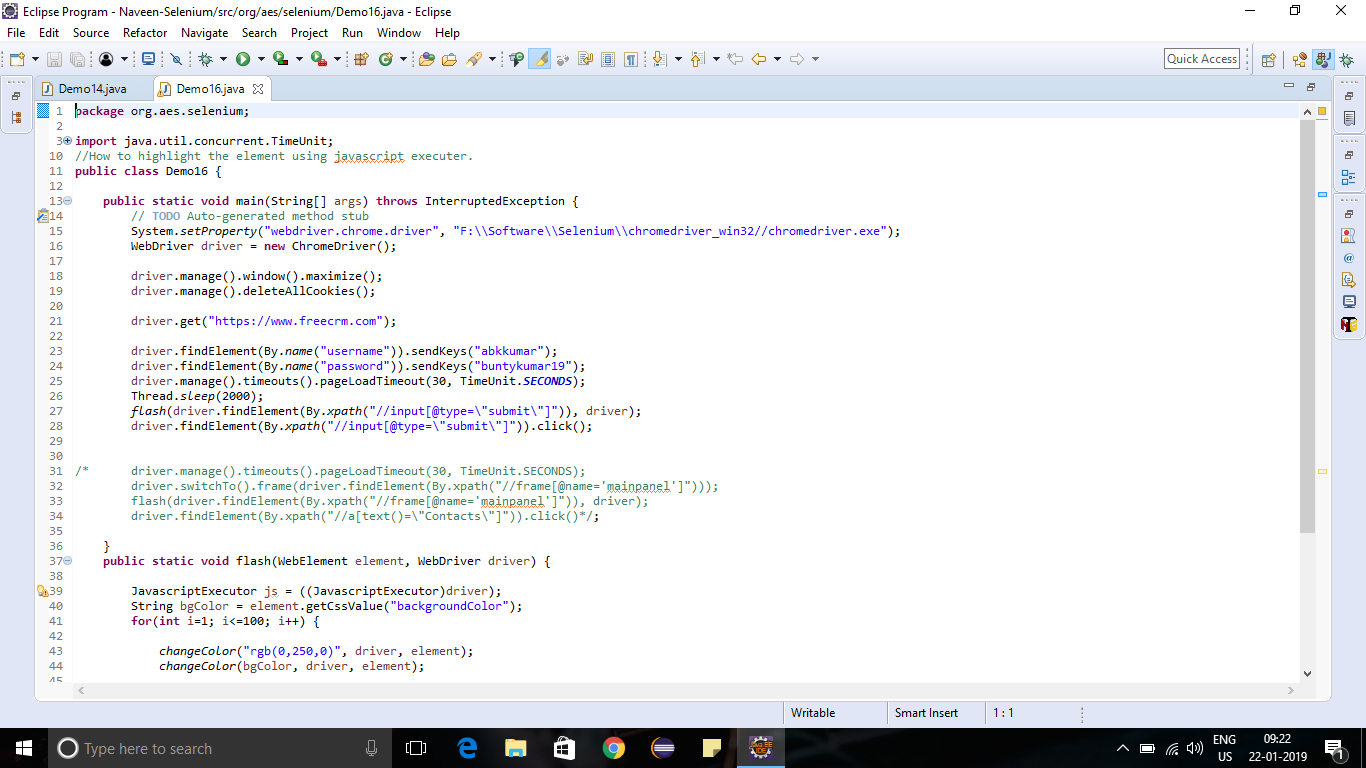 Eclipse Program - Naveen-Selenium/src/org/aes/selenium/Demo16.java - Eclipse
File Edit Source Refactor Navigate Search Project Run Window Help
Quick Access
Demo14.java Demo16.java
1 package org.aes.selenium;
2
3 import java.util.concurrent.TimeUnit;
10 //How to highlight the element using javascript executer.
11 public class Demo16 {
12
13 public static void main(String[] args) throws InterruptedException {
14 // TODO Auto-generated method stub
15 System.setProperty("webdriver.chrome.driver", "F:\\Software\\Selenium\\chromedriver_win32//chromedriver.exe");
16 WebDriver driver = new ChromeDriver();
17
18 driver.manage().window().maximize();
19 driver.manage().deleteAllCookies();
20
21 driver.get("https://www.freecrm.com");
22
23 driver.findElement(By.name("username")).sendKeys("abkkumar");
24 driver.findElement(By.name("password")).sendKeys("buntykumar19");
25 driver.manage().timeouts().pageLoadTimeout(30, TimeUnit.SECONDS);
26 Thread.sleep(2000);
27 flash(driver.findElement(By.xpath("//input[@type=\"submit\"]")), driver);
28 driver.findElement(By.xpath("//input[@type=\"submit\"]")).click();
29
30
31 /* driver.manage().timeouts().pageLoadTimeout(30, TimeUnit.SECONDS);
32 driver.switchTo().frame(driver.findElement(By.xpath("//frame[@name='mainpanel']")));
33 flash(driver.findElement(By.xpath("//frame[@name='mainpanel']")), driver);
34 driver.findElement(By.xpath("//a[text()=\"Contacts\"]")).click()*/;
35
36 }
37 public static void flash(WebElement element, WebDriver driver) {
38
39 JavascriptExecutor js = ((JavascriptExecutor)driver);
40 String bgColor = element.getCssValue("backgroundColor");
41 for(int i=1; i<=100; i++) {
42
43 changeColor("rgb(0,250,0)", driver, element);
44 changeColor(bgColor, driver, element);
45
Writable Smart Insert 1 : 1
Type here to search
ENG
US
09:22
22-01-2019
1